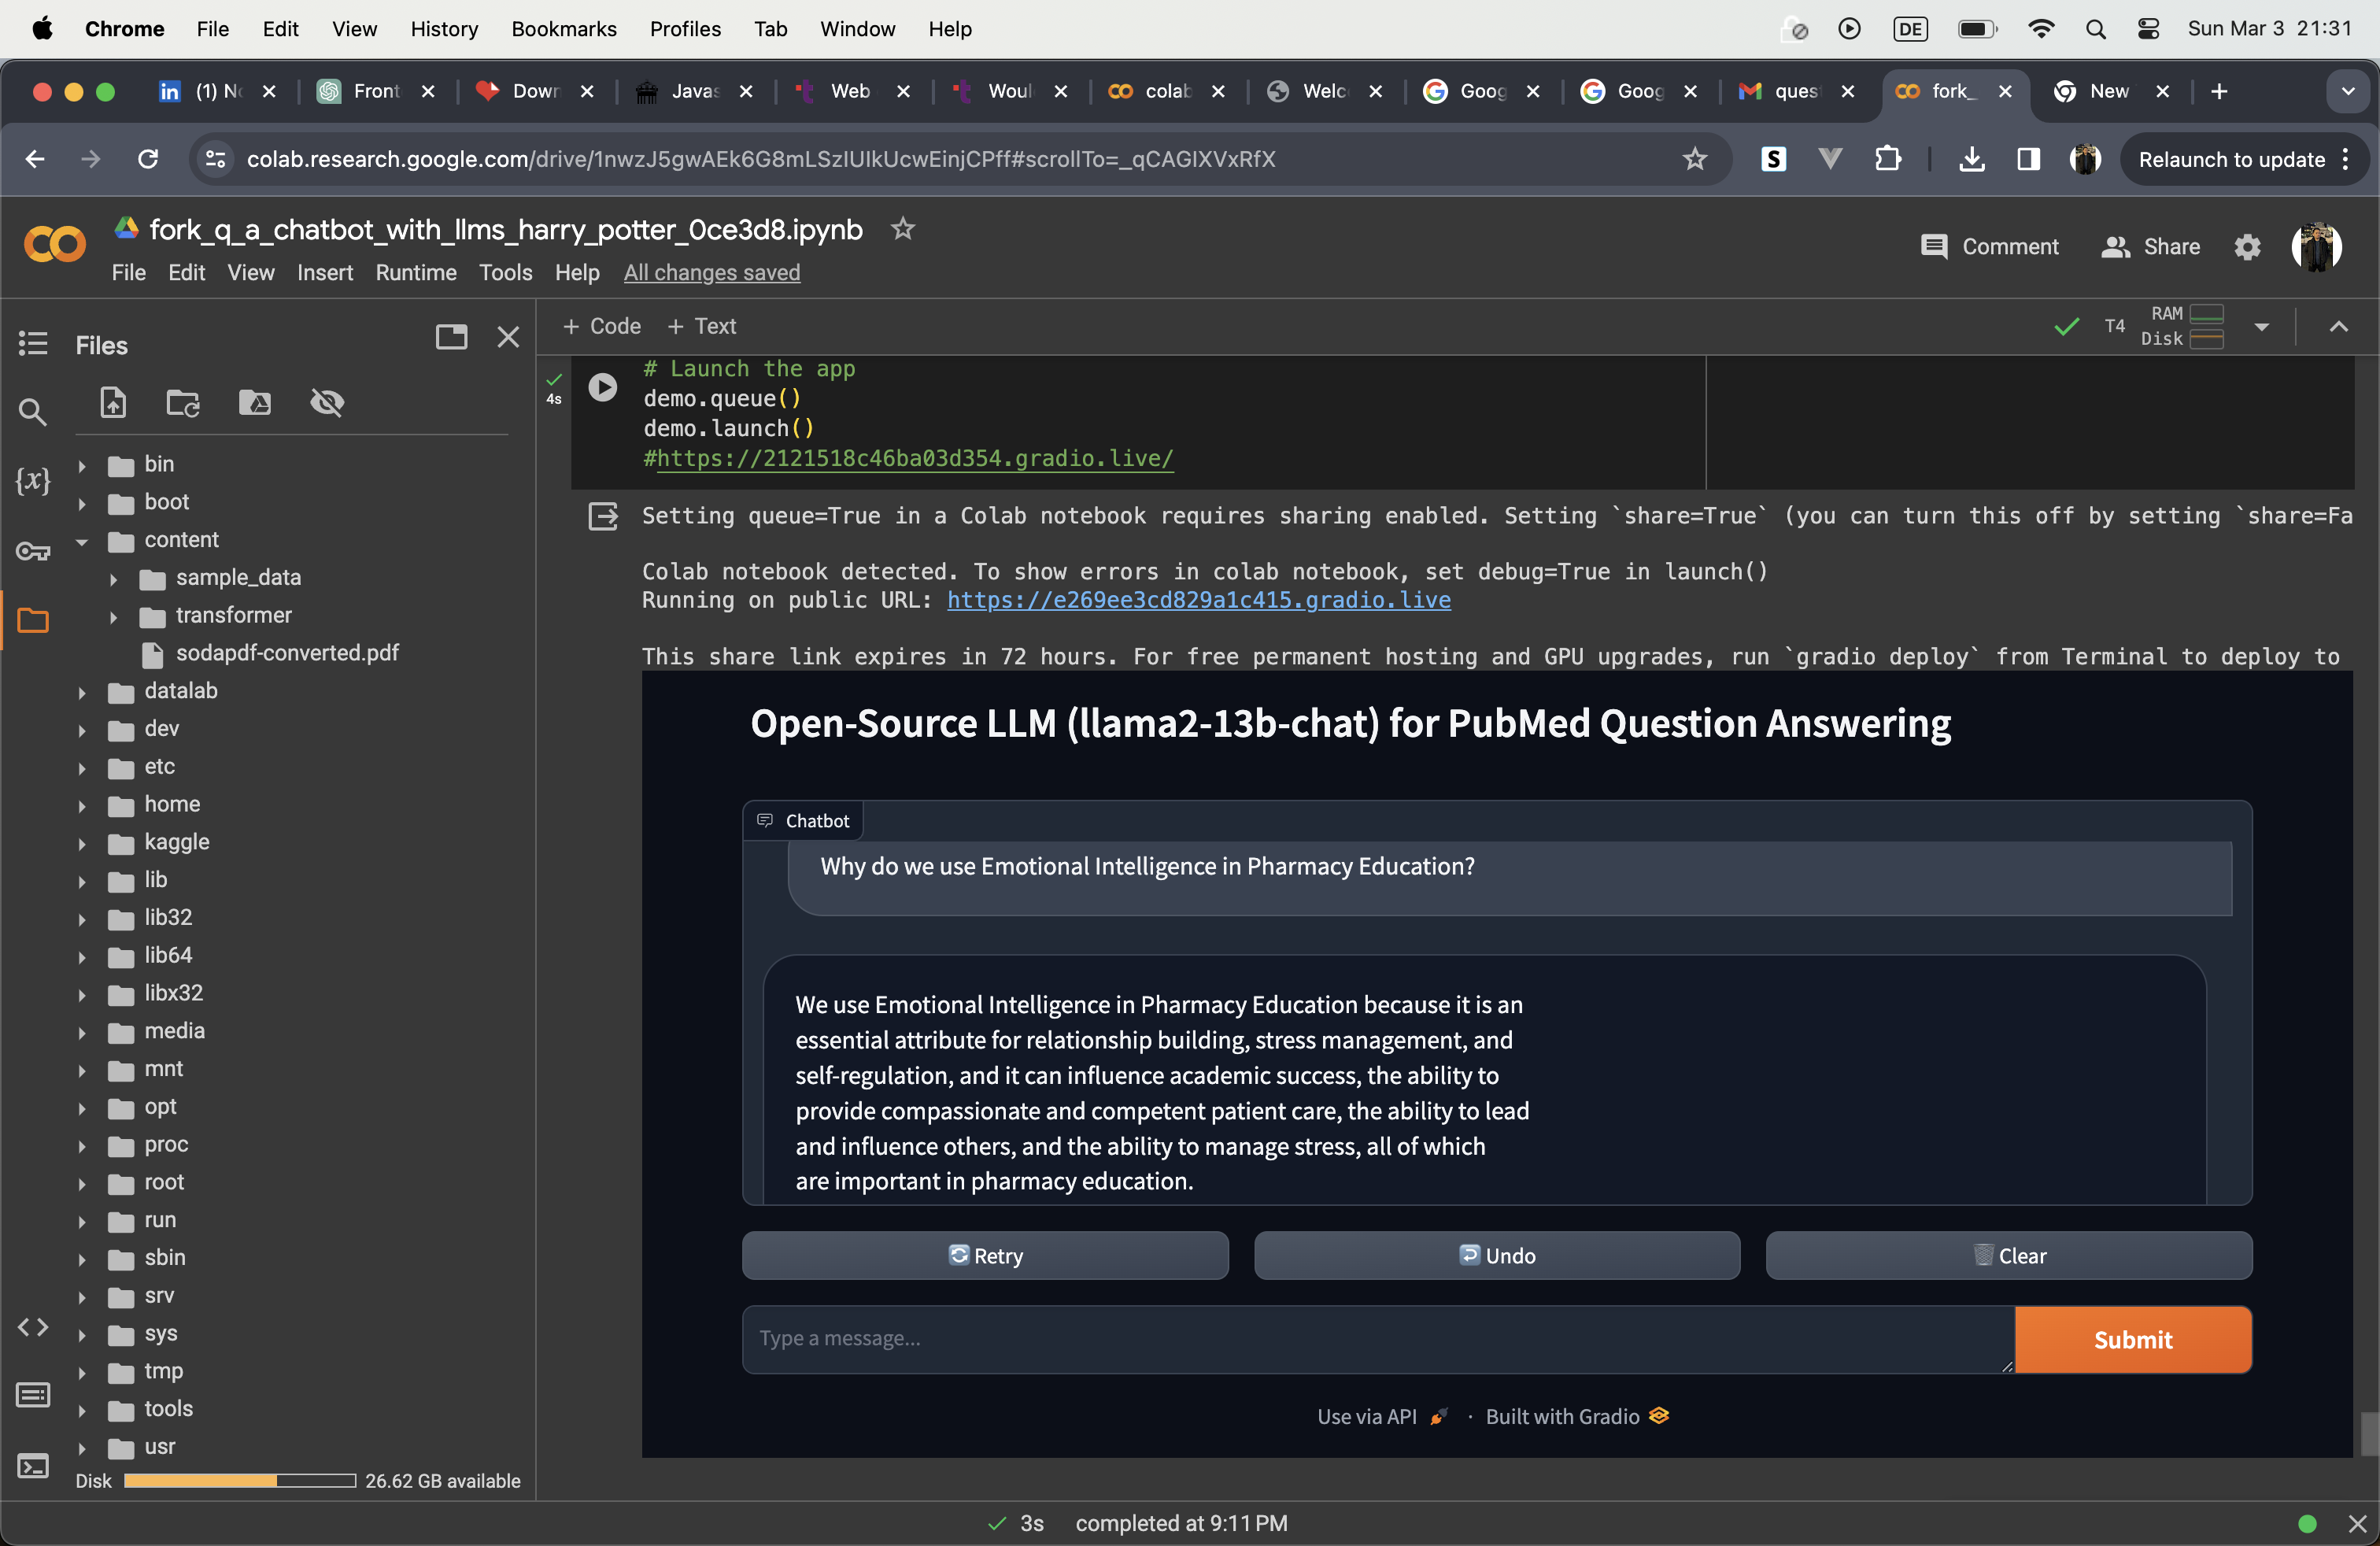 Chrome File Edit View History Bookmarks Profiles Tab Window Help DE Sun Mar 3 21:31
(1) No Front Down Javas Web Woul colab Welc Goog Goog ques fork_ New
colab.research.google.com/drive/1nwzJ5gwAEk6G8mLSzIUIkUcwEinjCPff#scrollTo=_qCAGlXVxRfX S Relaunch to update
fork_q_a_chatbot_with_llms_harry_potter_0ce3d8.ipynb
Comment Share
File Edit View Insert Runtime Tools Help All changes saved
Files
+ Code + Text
T4 RAM
Disk
{x}
bin
boot
content
sample_data
transformer
sodapdf-converted.pdf
datalab
dev
etc
home
kaggle
lib
lib32
lib64
libx32
media
mnt
opt
proc
root
run
sbin
srv
sys
tmp
tools
usr
Disk 26.62 GB available
4s
# Launch the app
demo.queue()
demo.launch()
#https://2121518c46ba03d354.gradio.live/
Setting queue=True in a Colab notebook requires sharing enabled. Setting `share=True` (you can turn this off by setting `share=Fa
Colab notebook detected. To show errors in colab notebook, set debug=True in launch()
Running on public URL: https://e269ee3cd829a1c415.gradio.live
This share link expires in 72 hours. For free permanent hosting and GPU upgrades, run `gradio deploy` from Terminal to deploy to
Open-Source LLM (llama2-13b-chat) for PubMed Question Answering
Chatbot
Why do we use Emotional Intelligence in Pharmacy Education?
We use Emotional Intelligence in Pharmacy Education because it is an
essential attribute for relationship building, stress management, and
self-regulation, and it can influence academic success, the ability to
provide compassionate and competent patient care, the ability to lead
and influence others, and the ability to manage stress, all of which
are important in pharmacy education.
Retry Undo Clear
Type a message... Submit
Use via API · Built with Gradio
3s completed at 9:11 PM